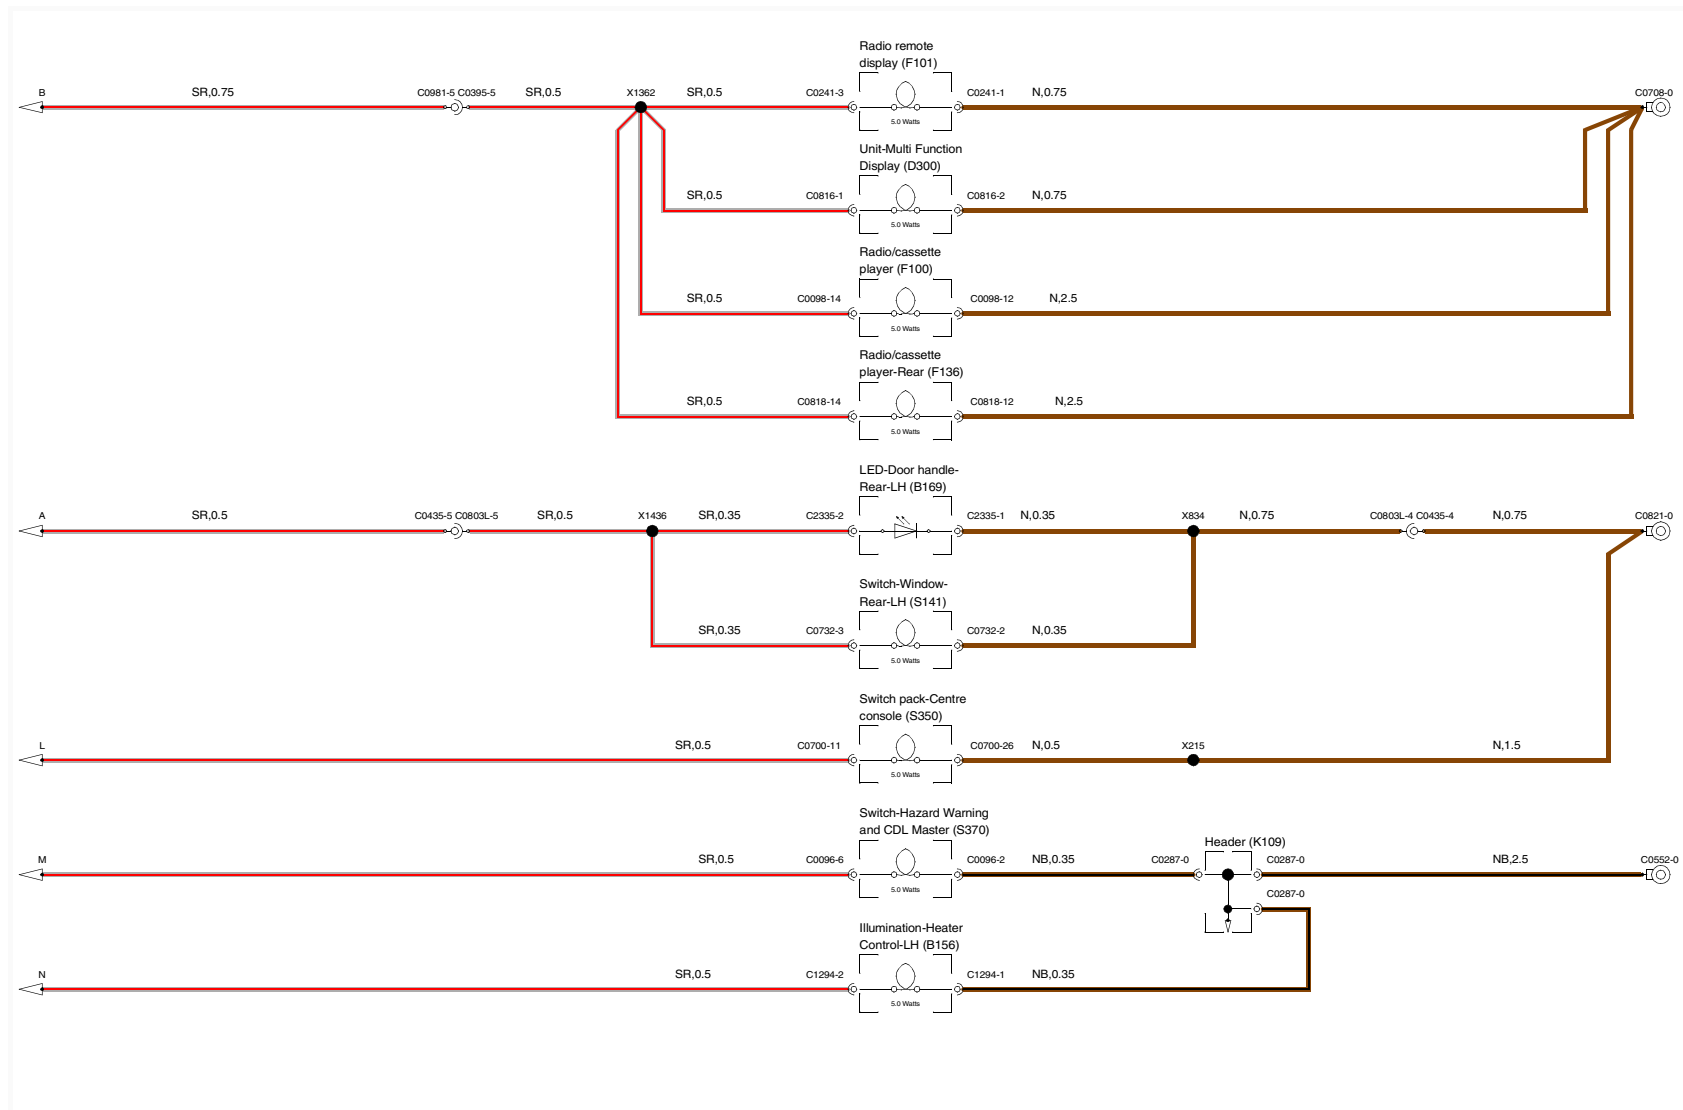 Radio remote
display (F101)
B
SR,0.75
C0981-5 C0395-5
SR,0.5
X1362
SR,0.5
C0241-3
C0241-1
N,0.75
C0708-0
5.0 Watts
Unit-Multi Function
Display (D300)
SR,0.5
C0816-1
C0816-2
N,0.75
5.0 Watts
Radio/cassette
player (F100)
SR,0.5
C0098-14
C0098-12
N,2.5
5.0 Watts
Radio/cassette
player-Rear (F136)
SR,0.5
C0818-14
C0818-12
N,2.5
5.0 Watts
LED-Door handle-
Rear-LH (B169)
A
SR,0.5
C0435-5 C0803L-5
SR,0.5
X1436
SR,0.35
C2335-2
C2335-1
N,0.35
X834
N,0.75
C0803L-4 C0435-4
N,0.75
C0821-0
Switch-Window-
Rear-LH (S141)
SR,0.35
C0732-3
C0732-2
N,0.35
5.0 Watts
Switch pack-Centre
console (S350)
L
SR,0.5
C0700-11
C0700-26
N,0.5
X215
N,1.5
5.0 Watts
Switch-Hazard Warning
and CDL Master (S370)
Header (K109)
M
SR,0.5
C0096-6
C0096-2
NB,0.35
C0287-0
C0287-0
NB,2.5
C0552-0
5.0 Watts
C0287-0
Illumination-Heater
Control-LH (B156)
N
SR,0.5
C1294-2
C1294-1
NB,0.35
5.0 Watts